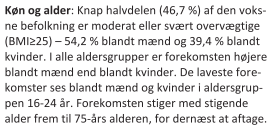 Køn og alder: Knap halvdelen (46,7 %) af den voks-
ne befolkning er moderat eller svært overvægtige
(BMI≥25) – 54,2 % blandt mænd og 39,4 % blandt
kvinder. I alle aldersgrupper er forekomsten højere
blandt mænd end blandt kvinder. De laveste fore-
komster ses blandt mænd og kvinder i aldersgrup-
pen 16-24 år. Forekomsten stiger med stigende
alder frem til 75-års alderen, for dernæst at aftage.